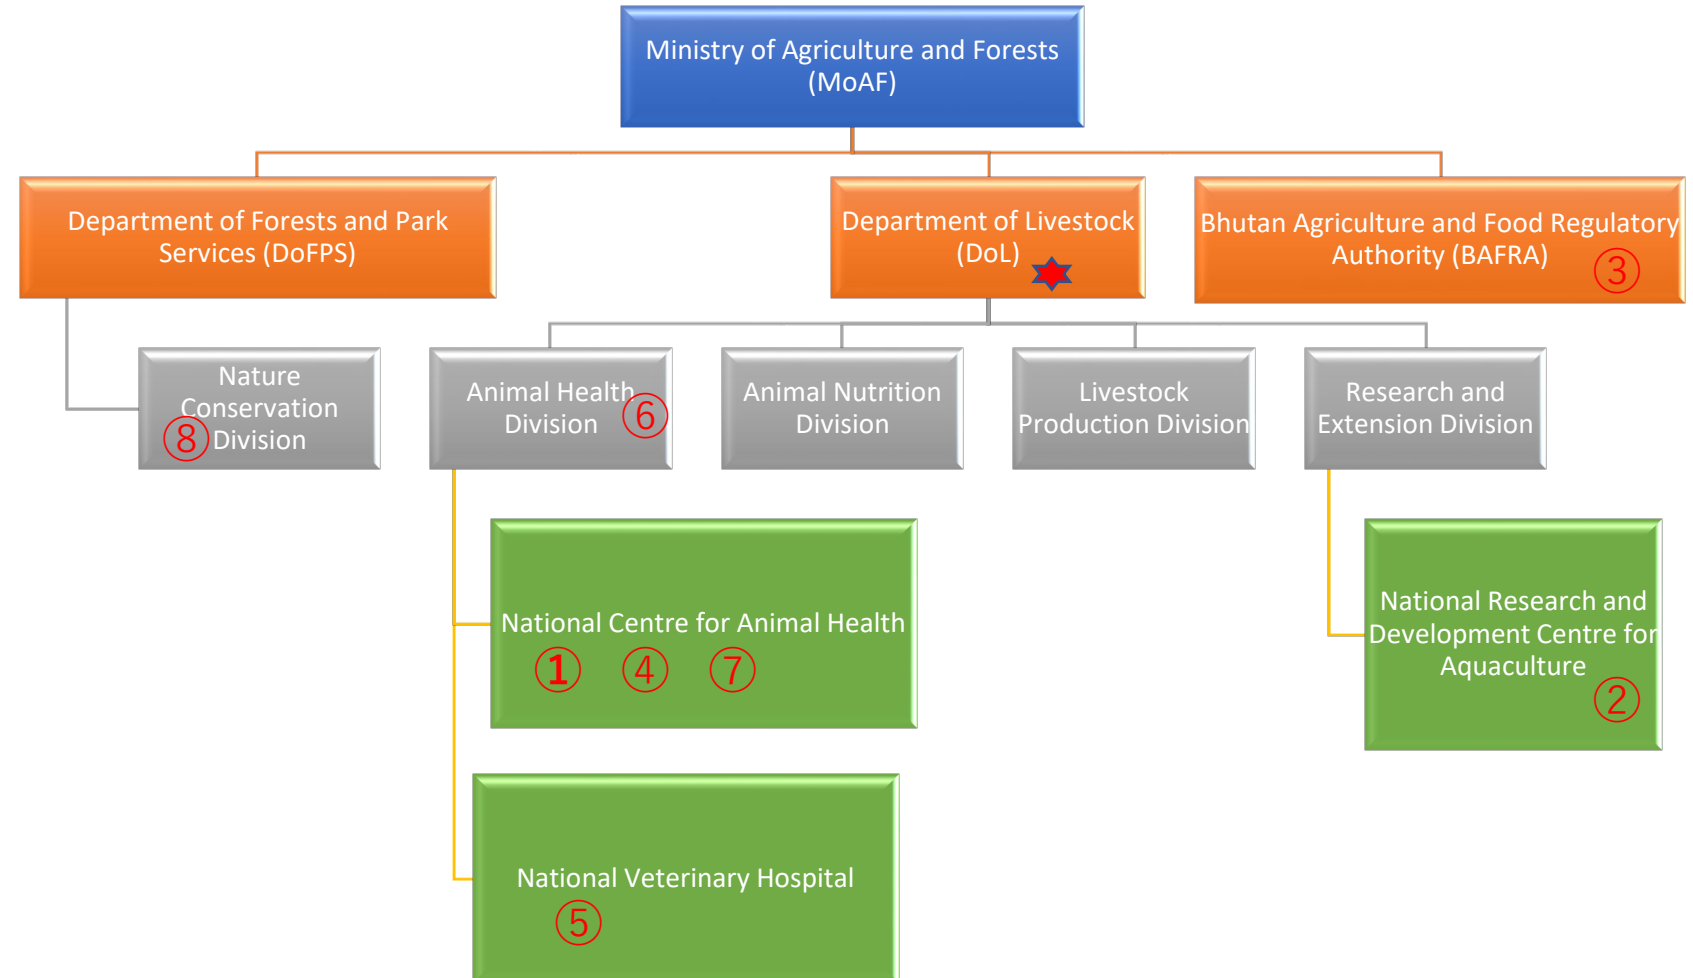 Ministry of Agriculture and Forests
(MoAF)
Department of Forests and Park
Services (DoFPS)
Department of Livestock
(DoL)
Bhutan Agriculture and Food Regulatory
Authority (BAFRA)
③
Nature
Conservation
⑧ Division
Animal Health
Division ⑥
Animal Nutrition
Division
Livestock
Production Division
Research and
Extension Division
National Centre for Animal Health
① ④ ⑦
National Research and
Development Centre for
Aquaculture
②
National Veterinary Hospital
⑤